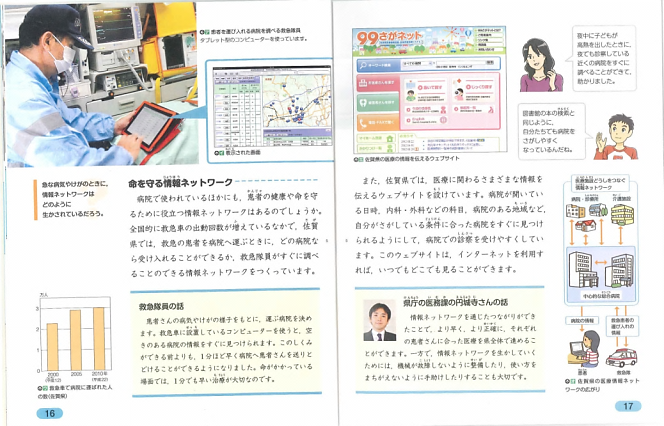 患者を運び入れる病院を調べる救急隊員
タブレット型のコンピューターを使っています。
表示された画面
急な病気やけがのときに、
情報ネットワークは
どのように
生かされているだろう。
命を守る情報ネットワーク
病院で使われているほかにも、患者の健康や命を守
るために役立つ情報ネットワークはあるのでしょうか。
全国的に救急車の出動回数が増えているなかで、佐賀
県では、救急の患者を病院へ運ぶときに、どの病院な
ら受け入れることができるか、救急隊員がすぐに調べ
ることのできる情報ネットワークをつくっています。
万人
3
2
1
0
2000
2005
2010年
(平成12)
(平成22)
救急車で病院に運ばれた人
の数(佐賀県)
救急隊員の話
患者さんの病気やけがの様子をもとに、運ぶ病院を決め
ます。救急車に設置しているコンピューターを使うと、空
きのある病院の情報をすぐに見つけられます。このしくみ
ができる前よりも、1分ほど早く病院へ患者さんを送りと
どけることができるようになりました。命がかかっている
場面では、1分でも早い治療が大切なのです。
16
99さがネット
夜中に子どもが
高熱を出したときに、
夜でも診察している
近くの病院をすぐに
調べることができて、
助かりました。
図書館の本の検索と
同じように、
自分たちでも病院を
さがしやすく
なっているんだね。
佐賀県の医療の情報を伝えるウェブサイト
また、佐賀県では、医療に関わるさまざまな情報を
伝えるウェブサイトを設けています。病院が開いてい
る日時、内科・外科などの科目、病院のある地域など、
自分がさがしている条件に合った病院をすぐに見つけ
られるようにして、病院での診察を受けやすくしてい
ます。このウェブサイトは、インターネットを利用す
れば、いつでもどこでも見ることができます。
県庁の医務課の円城寺さんの話
情報ネットワークを通じたつながりができ
たことで、より早く、より正確に、それぞれ
の患者さんに合った医療を県全体で進めるこ
とができます。一方で、情報ネットワークを生かしていく
ためには、機械が故障しないように整備したり、使い方を
まちがえないように手助けしたりすることも大切です。
医療施設どうしをつなぐ
情報ネットワーク
病院・診療所
介護施設
中心的な総合病院
病院の情報
救急患者の
運び入れの
情報
患者
救急隊
佐賀県の医療情報ネット
ワークの広がり
17